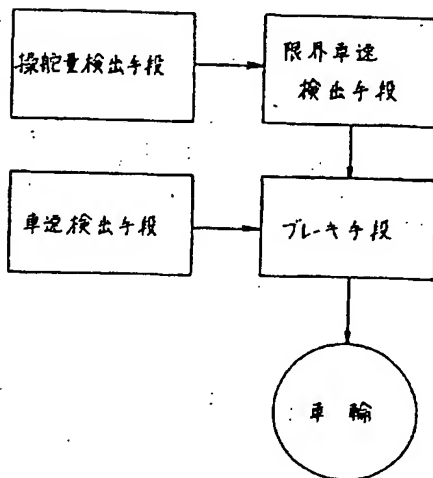 操舵量検出手段
限界車速
検出手段
車速検出手段
ブレーキ手段
車輪